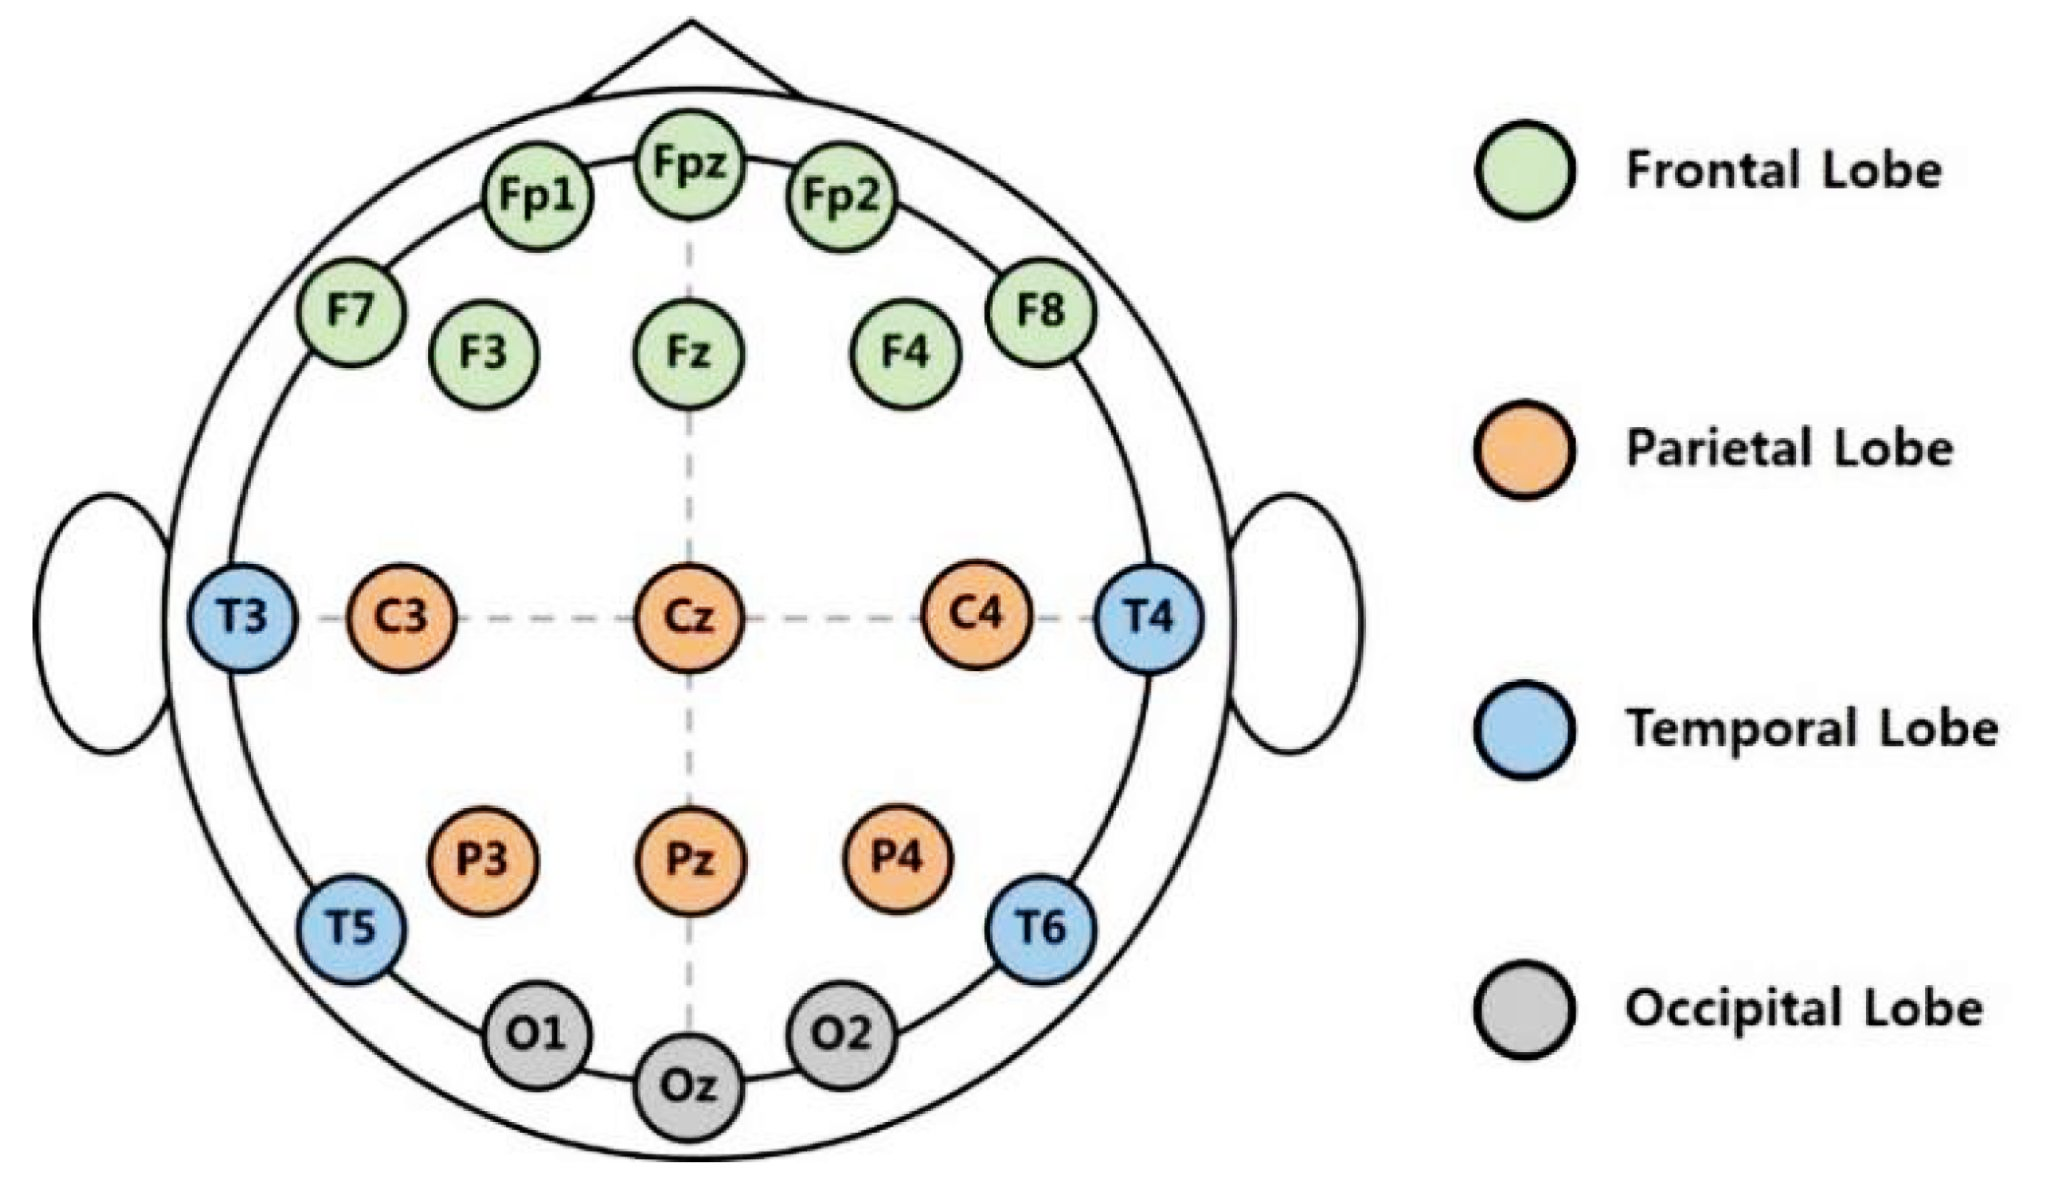 Fpz
Fp1 Fp2
F7 F8
F3 Fz F4
T3 C3 Cz C4 T4
P3 Pz P4
T5 T6
O1 O2
Oz
Frontal Lobe
Parietal Lobe
Temporal Lobe
Occipital Lobe